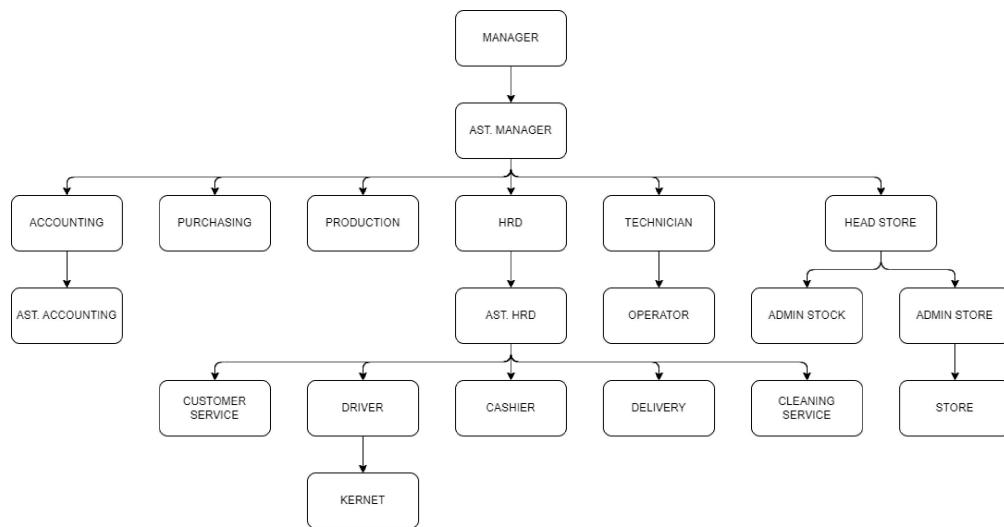 MANAGER
AST. MANAGER
ACCOUNTING
PURCHASING
PRODUCTION
HRD
TECHNICIAN
HEAD STORE
AST. ACCOUNTING
AST. HRD
OPERATOR
ADMIN STOCK
ADMIN STORE
CUSTOMER
SERVICE
DRIVER
CASHIER
DELIVERY
CLEANING
SERVICE
STORE
KERNET